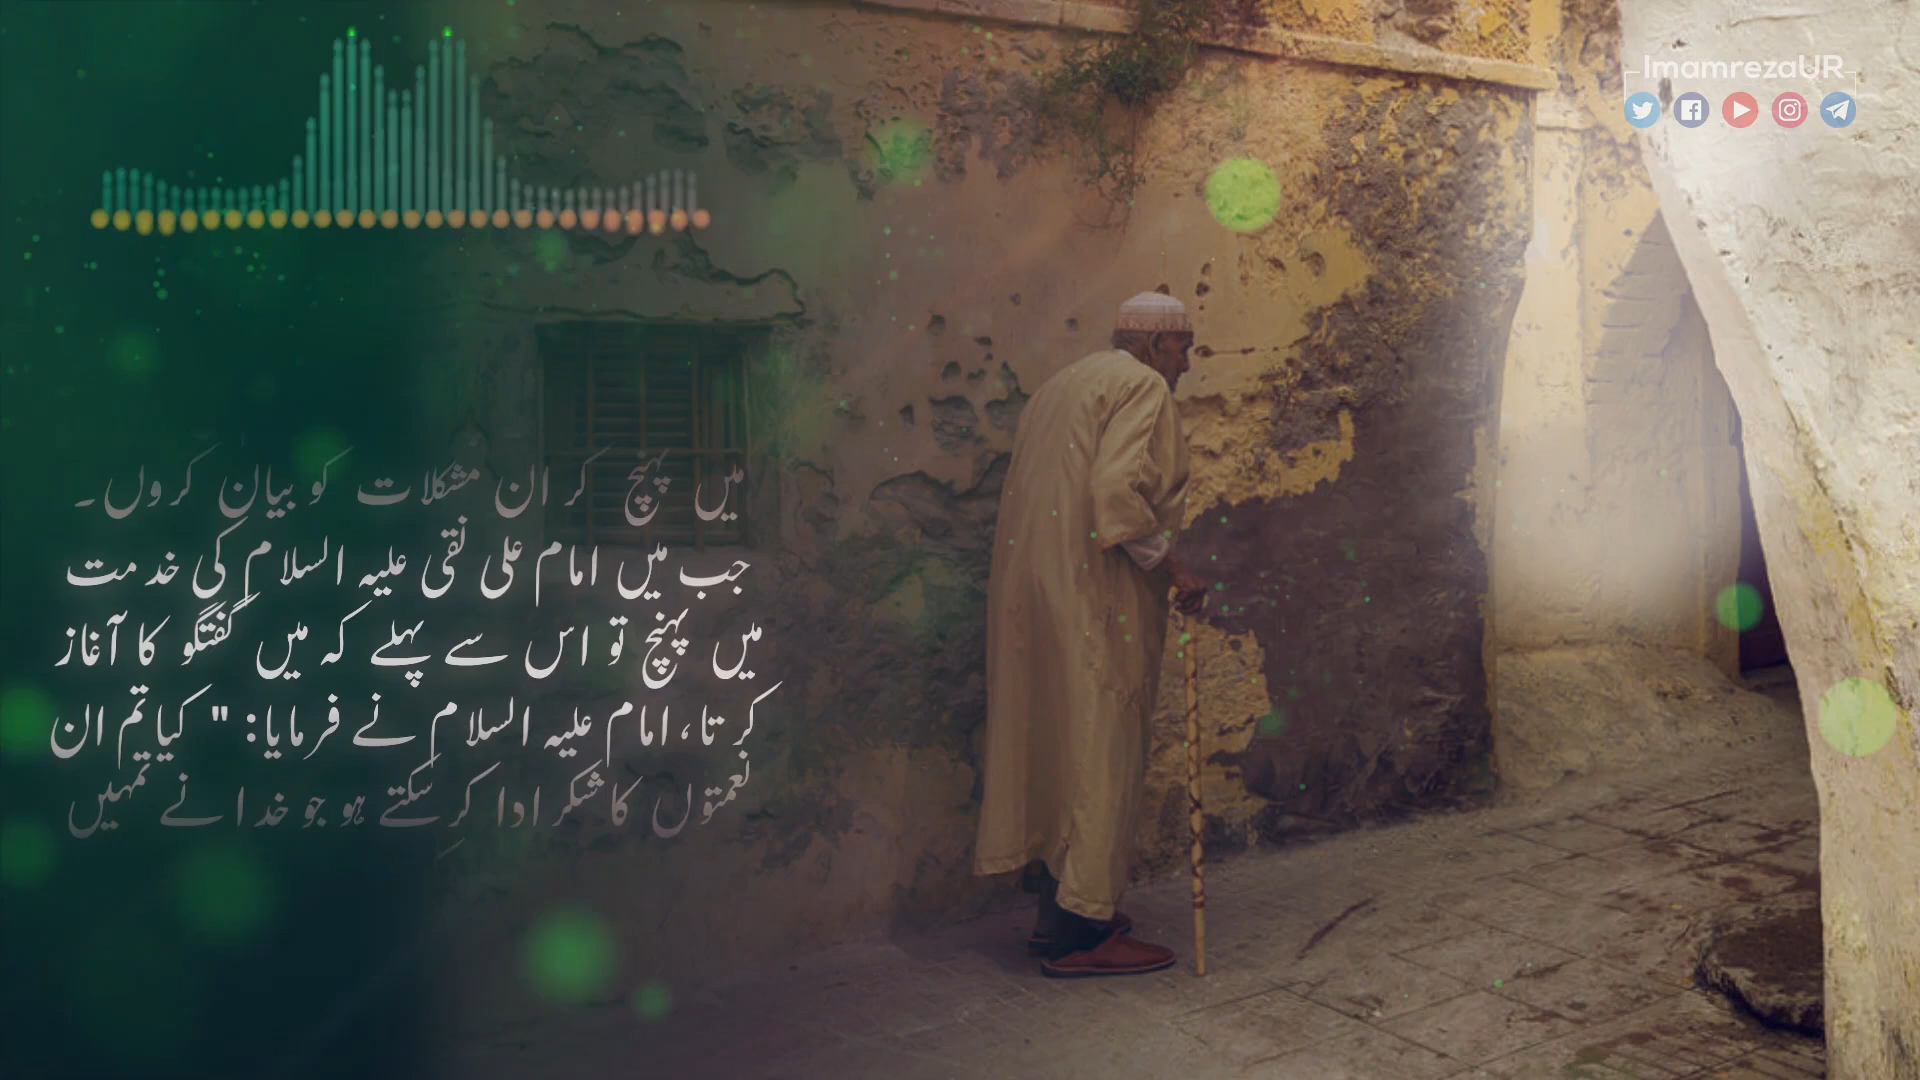 ImamrezaUR
میں پہنچ کر ان مشکلات کو بیان کروں۔
جب میں امام علی نقی علیہ السلام کی خدمت
میں پہنچ تو اس سے پہلے کہ میں گفتگو کا آغاز
کرتا، امام علیہ السلام نے فرمایا: " کیا تم ان
نعمتوں کا شکر ادا کر سکتے ہو جو خدا نے تمہیں